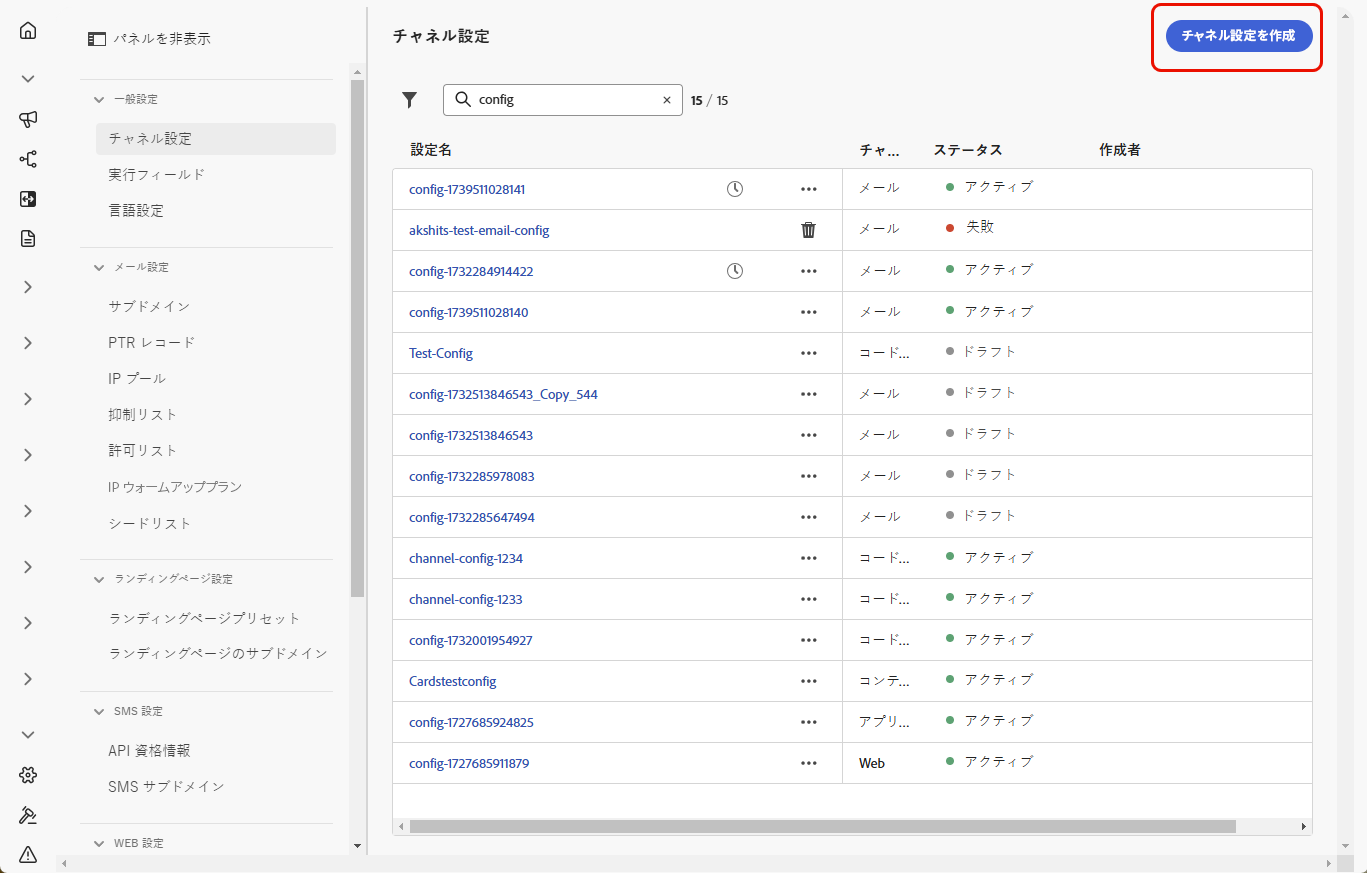 パネルを非表示
一般設定
チャネル設定
実行フィールド
言語設定
メール設定
サブドメイン
PTR レコード
IP プール
抑制リスト
許可リスト
IP ウォームアッププラン
シードリスト
ランディングページ設定
ランディングページプリセット
ランディングページのサブドメイン
SMS 設定
API 資格情報
SMS サブドメイン
WEB 設定
チャネル設定
チャネル設定を作成
config × 15 / 15
設定名 チャ... ステータス 作成者
config-1739511028141 メール アクティブ
akshits-test-email-config メール 失敗
config-1732284914422 メール アクティブ
config-1739511028140 メール アクティブ
Test-Config コード... ドラフト
config-1732513846543_Copy_544 メール ドラフト
config-1732513846543 メール ドラフト
config-1732285978083 メール ドラフト
config-1732285647494 メール ドラフト
channel-config-1234 コード... アクティブ
channel-config-1233 コード... アクティブ
config-1732001954927 コード... アクティブ
Cardstestconfig コンテ... アクティブ
config-1727685924825 アプリ... アクティブ
config-1727685911879 Web アクティブ